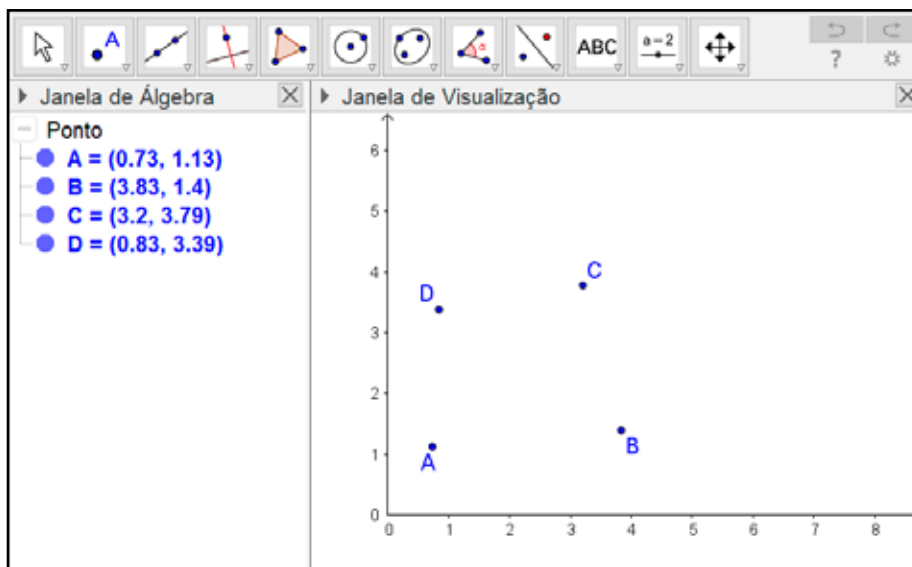 A
α
ABC
a=2
?
Janela de Álgebra
Janela de Visualização
Ponto
A = (0.73, 1.13)
B = (3.83, 1.4)
C = (3.2, 3.79)
D = (0.83, 3.39)
6
5
4
3
2
1
0
D
C
A
B
0 1 2 3 4 5 6 7 8